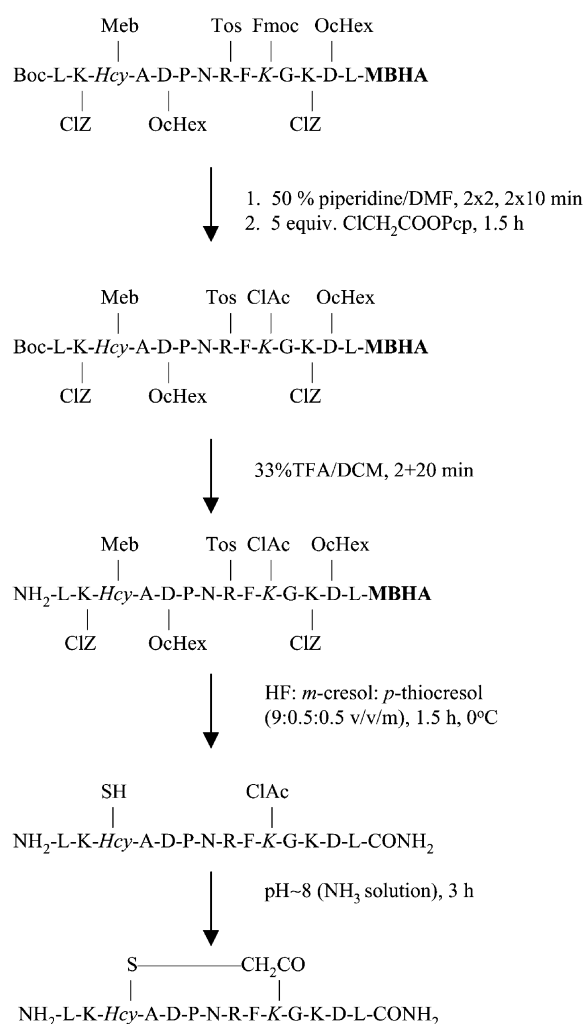 Meb Tos Fmoc OcHex
Boc-L-K-Hcy-A-D-P-N-R-F-K-G-K-D-L-MBHA
ClZ OcHex ClZ
1. 50 % piperidine/DMF, 2x2, 2x10 min
2. 5 equiv. ClCH₂COOPcp, 1.5 h
Meb Tos ClAc OcHex
Boc-L-K-Hcy-A-D-P-N-R-F-K-G-K-D-L-MBHA
ClZ OcHex ClZ
33%TFA/DCM, 2+20 min
Meb Tos ClAc OcHex
NH₂-L-K-Hcy-A-D-P-N-R-F-K-G-K-D-L-MBHA
ClZ OcHex ClZ
HF: m-cresol: p-thiocresol
(9:0.5:0.5 v/v/m), 1.5 h, 0°C
SH ClAc
NH₂-L-K-Hcy-A-D-P-N-R-F-K-G-K-D-L-CONH₂
pH~8 (NH₃ solution), 3 h
S CH₂CO
NH₂-L-K-Hcy-A-D-P-N-R-F-K-G-K-D-L-CONH₂